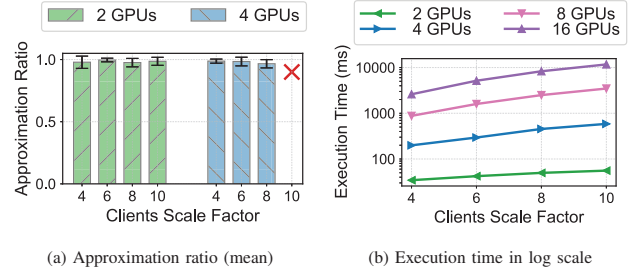 2 GPUs
4 GPUs
Approximation Ratio
1.0
0.5
0.0
4 6 8 10 4 6 8 10
Clients Scale Factor
(a) Approximation ratio (mean)
2 GPUs
8 GPUs
4 GPUs
16 GPUs
Execution Time (ms)
10000
1000
100
4 6 8 10
Clients Scale Factor
(b) Execution time in log scale